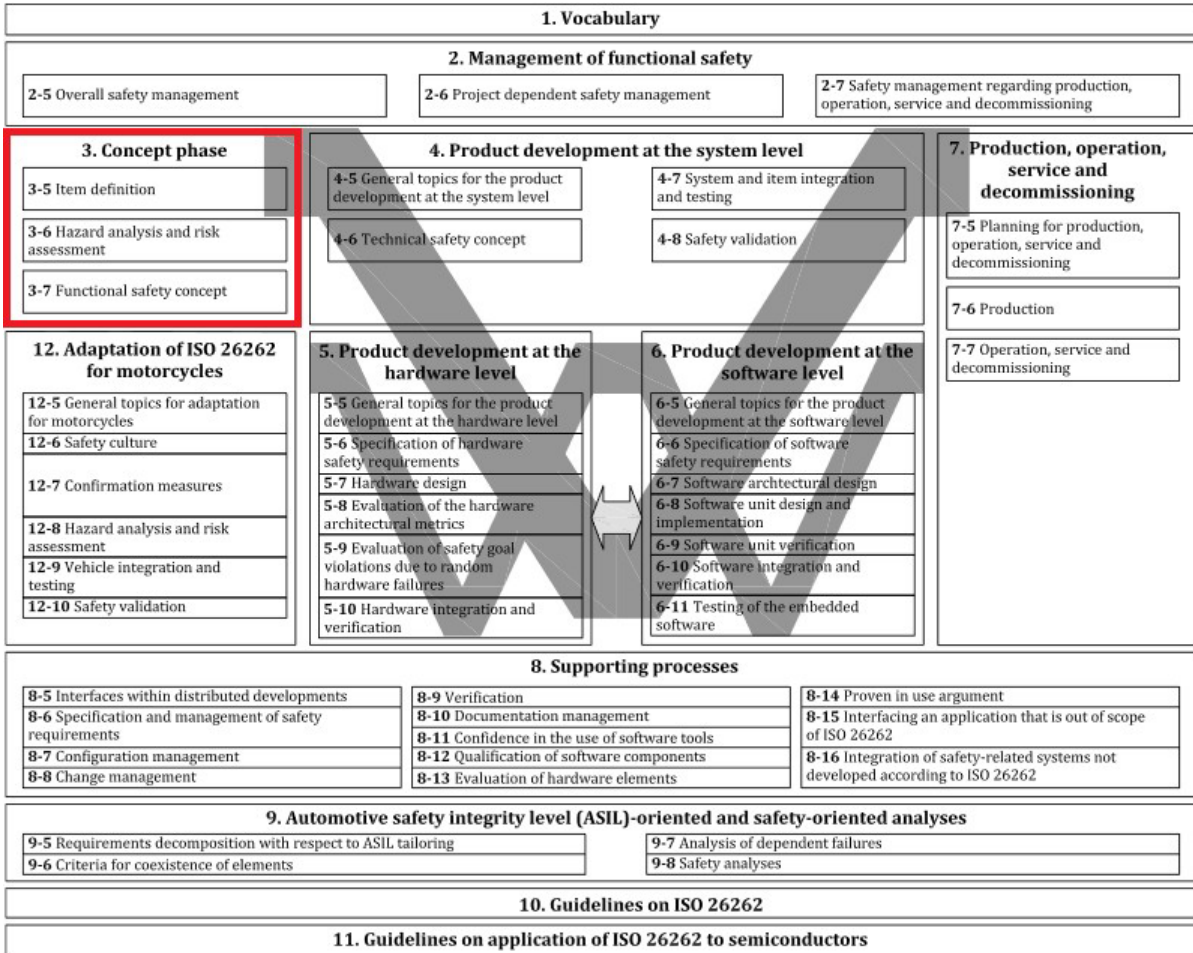 1. Vocabulary
2. Management of functional safety
2-5 Overall safety management
2-6 Project dependent safety management
2-7 Safety management regarding production,
operation, service and decommissioning
3. Concept phase
3-5 Item definition
3-6 Hazard analysis and risk
assessment
3-7 Functional safety concept
4. Product development at the system level
4-5 General topics for the product
development at the system level
4-6 Technical safety concept
4-7 System and item integration
and testing
4-8 Safety validation
7. Production, operation,
service and
decommissioning
7-5 Planning for production,
operation, service and
decommissioning
7-6 Production
7-7 Operation, service and
decommissioning
12. Adaptation of ISO 26262
for motorcycles
12-5 General topics for adaptation
for motorcycles
12-6 Safety culture
12-7 Confirmation measures
12-8 Hazard analysis and risk
assessment
12-9 Vehicle integration and
testing
12-10 Safety validation
5. Product development at the
hardware level
5-5 General topics for the product
development at the hardware level
5-6 Specification of hardware
safety requirements
5-7 Hardware design
5-8 Evaluation of the hardware
architectural metrics
5-9 Evaluation of safety goal
violations due to random
hardware failures
5-10 Hardware integration and
verification
6. Product development at the
software level
6-5 General topics for the product
development at the software level
6-6 Specification of software
safety requirements
6-7 Software archtectural design
6-8 Software unit design and
implementation
6-9 Software unit verification
6-10 Software integration and
verification
6-11 Testing of the embedded
software
8. Supporting processes
8-5 Interfaces within distributed developments
8-6 Specification and management of safety
requirements
8-7 Configuration management
8-8 Change management
8-9 Verification
8-10 Documentation management
8-11 Confidence in the use of software tools
8-12 Qualification of software components
8-13 Evaluation of hardware elements
8-14 Proven in use argument
8-15 Interfacing an application that is out of scope
of ISO 26262
8-16 Integration of safety-related systems not
developed according to ISO 26262
9. Automotive safety integrity level (ASIL)-oriented and safety-oriented analyses
9-5 Requirements decomposition with respect to ASIL tailoring
9-6 Criteria for coexistence of elements
9-7 Analysis of dependent failures
9-8 Safety analyses
10. Guidelines on ISO 26262
11. Guidelines on application of ISO 26262 to semiconductors